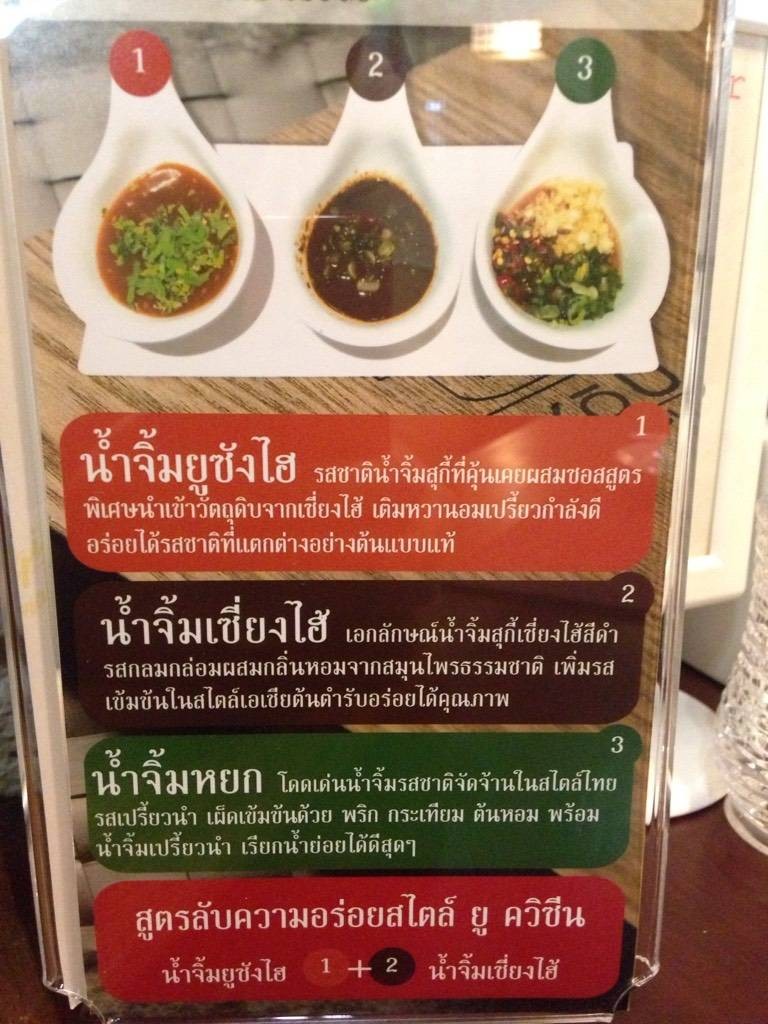 1
2
3
1
น้ำจิ้มยูซังไฮ รสชาติน้ำจิ้มสุกี้ที่คุ้นเคยผสมซอสสูตร
พิเศษนำเข้าวัตถุดิบจากเซี่ยงไฮ้ เติมหวานอมเปรี้ยวกำลังดี
อร่อยได้รสชาติที่แตกต่างอย่างต้นแบบแท้
2
น้ำจิ้มเซี่ยงไฮ้ เอกลักษณ์น้ำจิ้มสุกี้เซี่ยงไฮ้สีดำ
รสกลมกล่อมผสมกลิ่นหอมจากสมุนไพรธรรมชาติ เพิ่มรส
เข้มข้นในสไตล์เอเชียต้นตำรับอร่อยได้คุณภาพ
3
น้ำจิ้มหยก โดดเด่นน้ำจิ้มรสชาติจัดจ้านในสไตล์ไทย
รสเปรี้ยวนำ เผ็ดเข้มข้นด้วย พริก กระเทียม ต้นหอม พร้อม
น้ำจิ้มเปรี้ยวนำ เรียกน้ำย่อยได้ดีสุดๆ
สูตรลับความอร่อยสไตล์ ยู ควิซีน
น้ำจิ้มยูซังไฮ 1 + 2 น้ำจิ้มเซี่ยงไฮ้